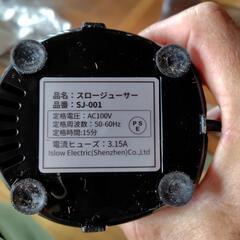 品名：スロージューサー
品番：SJ-001
定格電圧：AC100V
定格周波数：50-60Hz
定格時間：15分
PSE
電流ヒューズ：3.15A
Islow Electric(Shenzhen)Co.,Ltd